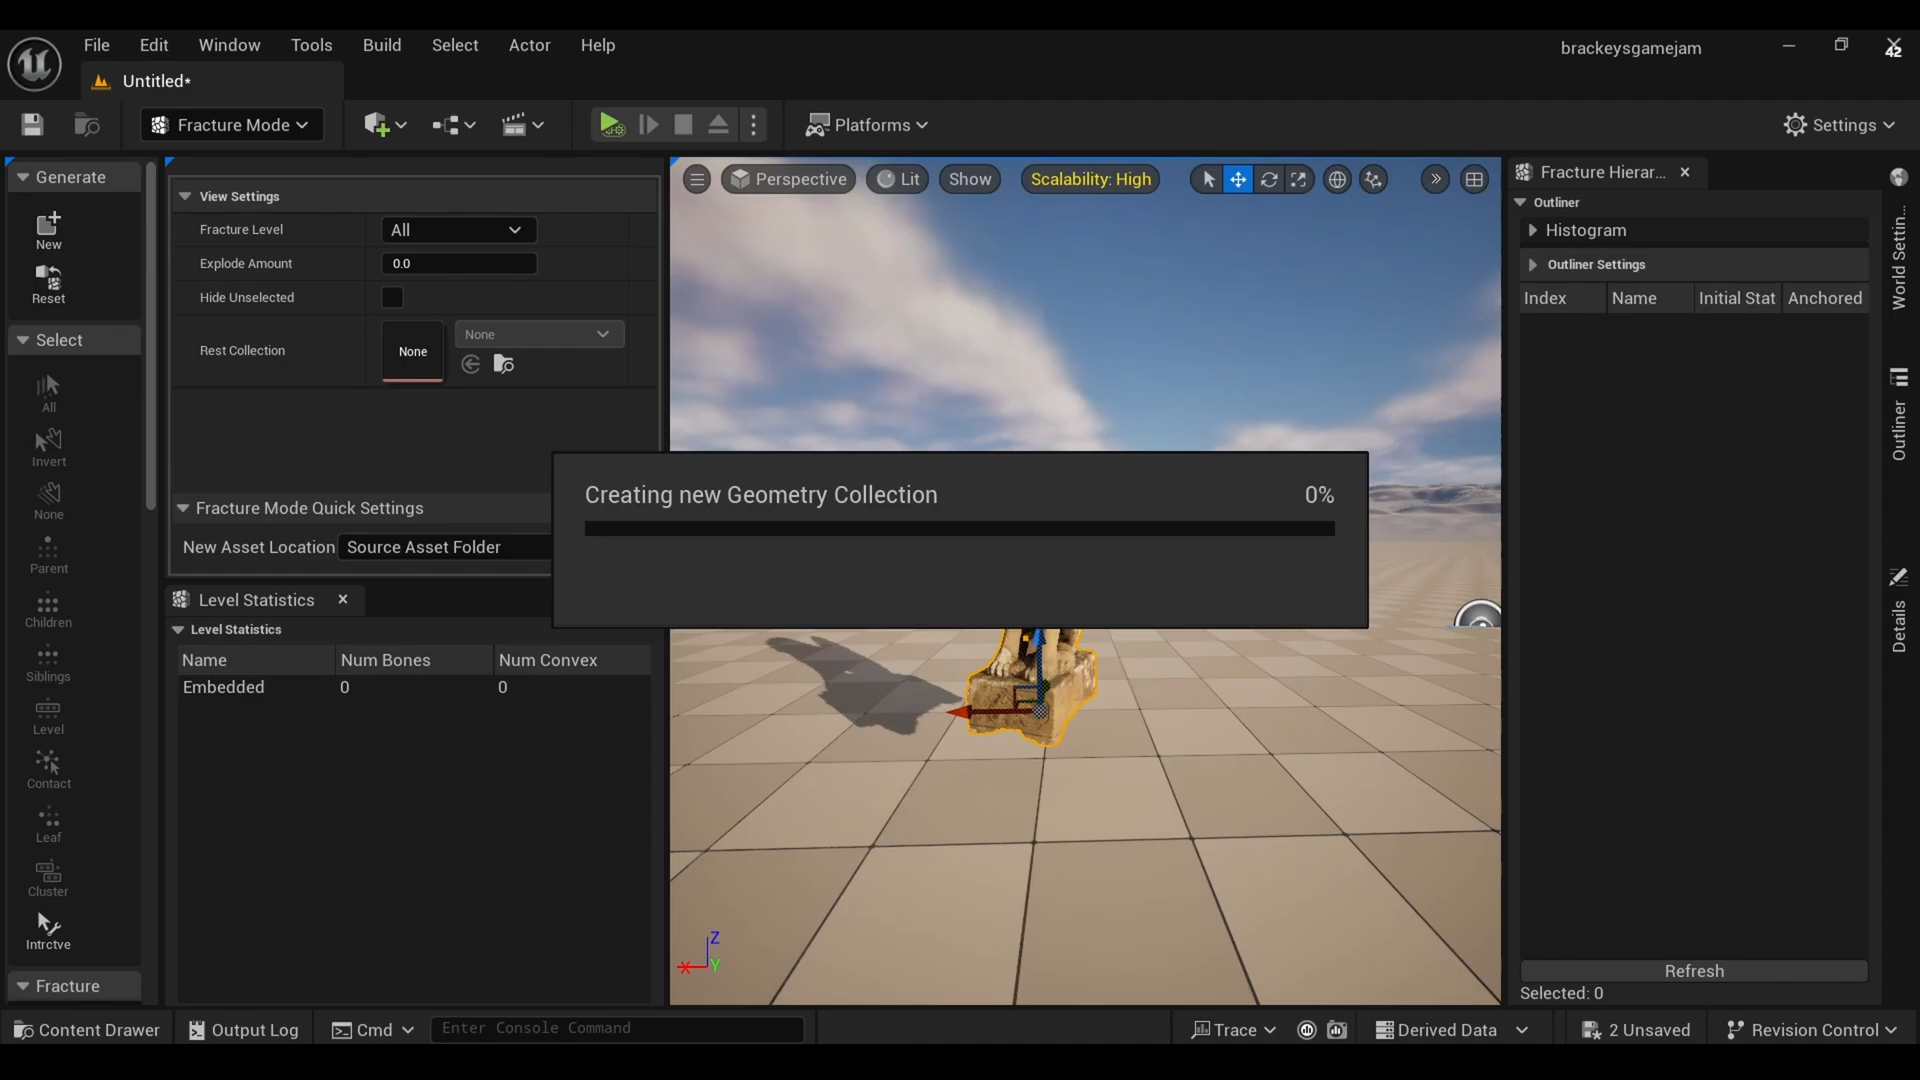 File Edit Window Tools Build Select Actor Help
brackeysgamejam
42
Untitled*
Fracture Mode
Platforms
Settings
Generate
New
Reset
Select
All
Invert
None
Parent
Children
Siblings
Level
Contact
Leaf
Cluster
Intrctve
Fracture
View Settings
Fracture Level All
Explode Amount 0.0
Hide Unselected
Rest Collection None None
Fracture Mode Quick Settings
New Asset Location Source Asset Folder
Level Statistics
Level Statistics
Name Num Bones Num Convex
Embedded 0 0
Perspective Lit Show Scalability: High
Creating new Geometry Collection 0%
Z
X Y
Fracture Hierar...
Outliner
Histogram
Outliner Settings
Index Name Initial Stat Anchored
Refresh
Selected: 0
World Settin...
Outliner
Details
Content Drawer Output Log Cmd Enter Console Command Trace Derived Data 2 Unsaved Revision Control